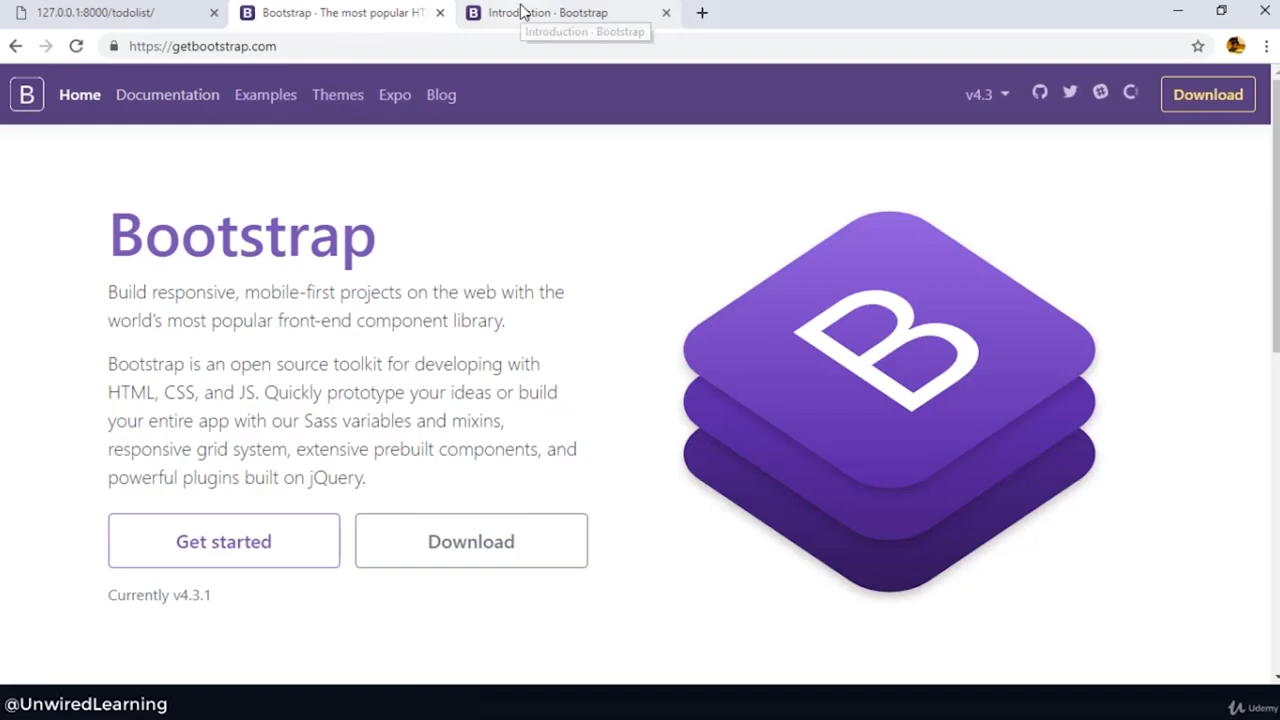 127.0.0.1:8000/todolist/
Bootstrap · The most popular HT
Introduction · Bootstrap
Introduction · Bootstrap
https://getbootstrap.com
B
Home Documentation Examples Themes Expo Blog v4.3 Download
Bootstrap
Build responsive, mobile-first projects on the web with the
world's most popular front-end component library.
Bootstrap is an open source toolkit for developing with
HTML, CSS, and JS. Quickly prototype your ideas or build
your entire app with our Sass variables and mixins,
responsive grid system, extensive prebuilt components, and
powerful plugins built on jQuery.
Get started Download
Currently v4.3.1
B
@UnwiredLearning
Udemy